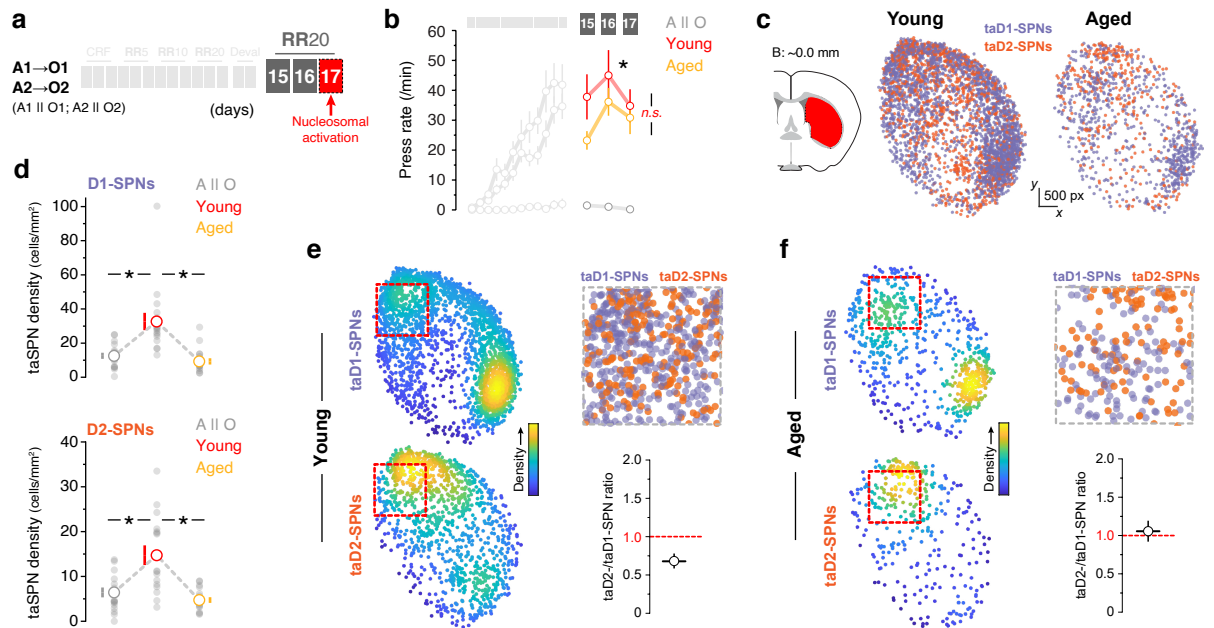 a
CRF RR5 RR10 RR20 Deval
RR20
A1→O1
A2→O2
15 16 17
(A1 || O1; A2 || O2)
(days)
Nucleosomal
activation
b
15 16 17
A || O
Young
Aged
Press rate (/min)
60
50
40
30
20
10
0
*
n.s.
c
Young
Aged
taD1-SPNs
taD2-SPNs
B: ~0.0 mm
y
500 px
x
d
D1-SPNs
A || O
Young
Aged
taSPN density (cells/mm²)
100
80
60
40
20
0
* *
D2-SPNs
A || O
Young
Aged
taSPN density (cells/mm²)
40
30
20
10
0
* *
e
Young
taD1-SPNs
taD2-SPNs
Density
taD1-SPNs taD2-SPNs
taD2-/taD1-SPN ratio
2.0
1.5
1.0
0.5
0
f
Aged
taD1-SPNs
taD2-SPNs
Density
taD1-SPNs taD2-SPNs
taD2-/taD1-SPN ratio
2.0
1.5
1.0
0.5
0